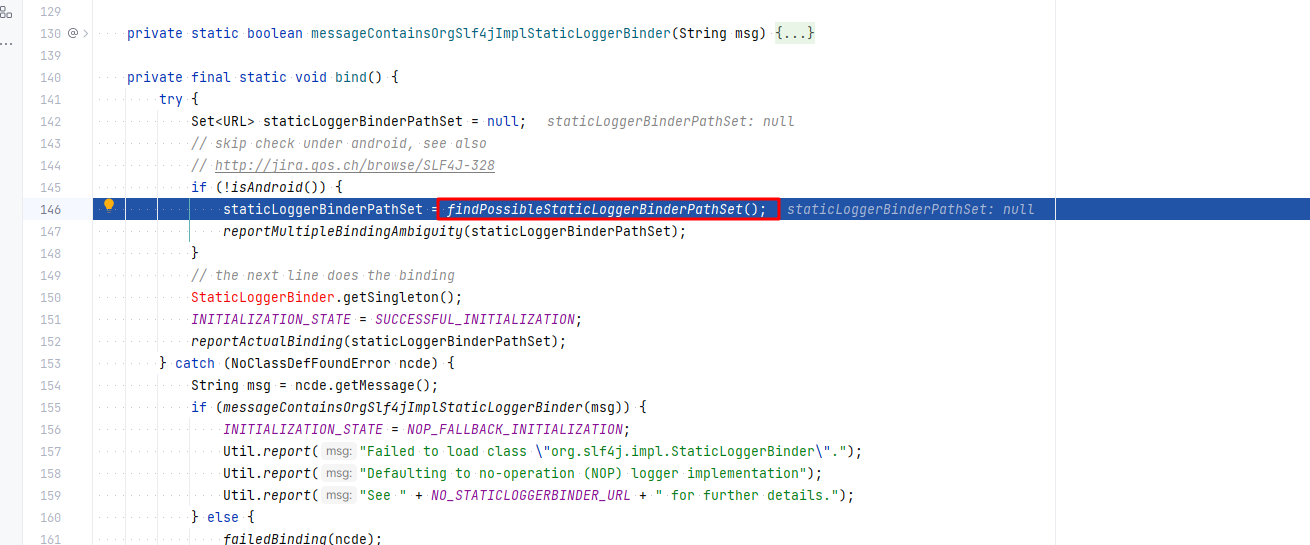 129
130 @ private static boolean messageContainsOrgSlf4jImplStaticLoggerBinder(String msg) {...}
139
140 private final static void bind() {
141 try {
142 Set<URL> staticLoggerBinderPathSet = null; staticLoggerBinderPathSet: null
143 // skip check under android, see also
144 // http://jira.qos.ch/browse/SLF4J-328
145 if (!isAndroid()) {
146 staticLoggerBinderPathSet = findPossibleStaticLoggerBinderPathSet(); staticLoggerBinderPathSet: null
147 reportMultipleBindingAmbiguity(staticLoggerBinderPathSet);
148 }
149 // the next line does the binding
150 StaticLoggerBinder.getSingleton();
151 INITIALIZATION_STATE = SUCCESSFUL_INITIALIZATION;
152 reportActualBinding(staticLoggerBinderPathSet);
153 } catch (NoClassDefFoundError ncde) {
154 String msg = ncde.getMessage();
155 if (messageContainsOrgSlf4jImplStaticLoggerBinder(msg)) {
156 INITIALIZATION_STATE = NOP_FALLBACK_INITIALIZATION;
157 Util.report( msg: "Failed to load class \"org.slf4j.impl.StaticLoggerBinder\".");
158 Util.report( msg: "Defaulting to no-operation (NOP) logger implementation");
159 Util.report( msg: "See " + NO_STATICLOGGERBINDER_URL + " for further details.");
160 } else {
161 failedBinding(ncde);